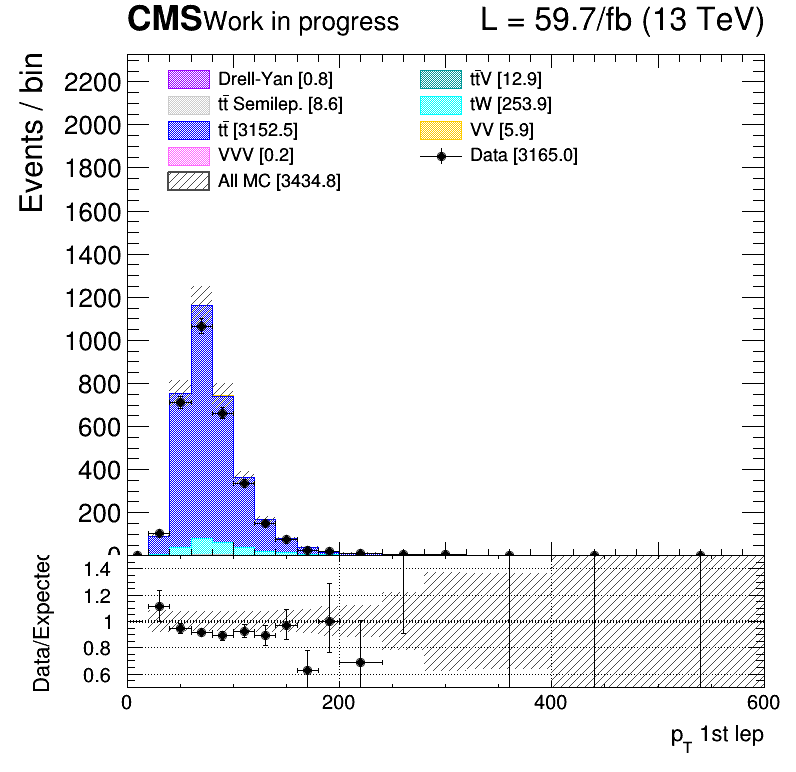 CMS Work in progress L = 59.7/fb (13 TeV)
Events / bin
2200
2000
1800
1600
1400
1200
1000
800
600
400
200
0
Drell-Yan [0.8]
tt̄ Semilep. [8.6]
tt̄ [3152.5]
VVV [0.2]
All MC [3434.8]
tt̄V [12.9]
tW [253.9]
VV [5.9]
Data [3165.0]
Data/Expected
1.4
1.2
1
0.8
0.6
0 200 400 600
p_T 1st lep